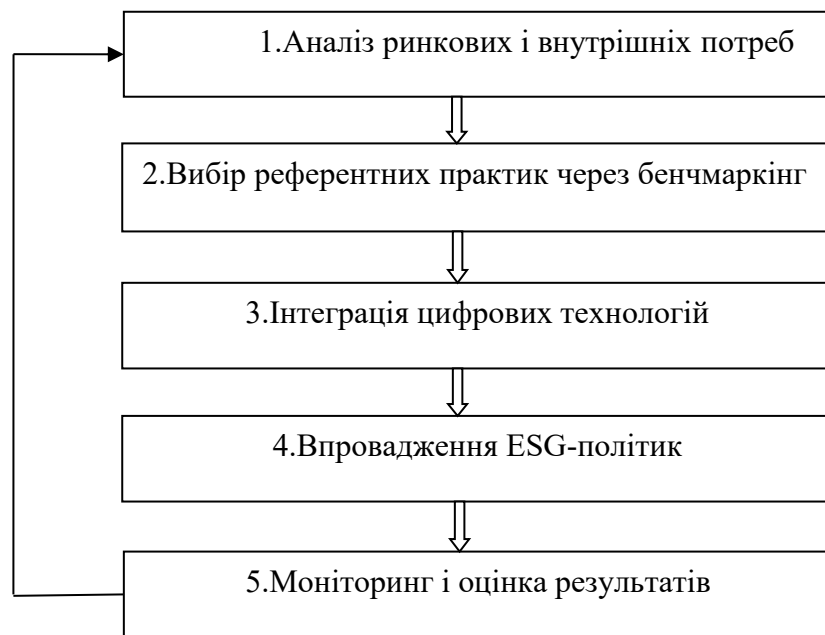 1.Аналіз ринкових і внутрішніх потреб
2.Вибір референтних практик через бенчмаркінг
3.Інтеграція цифрових технологій
4.Впровадження ESG-політик
5.Моніторинг і оцінка результатів